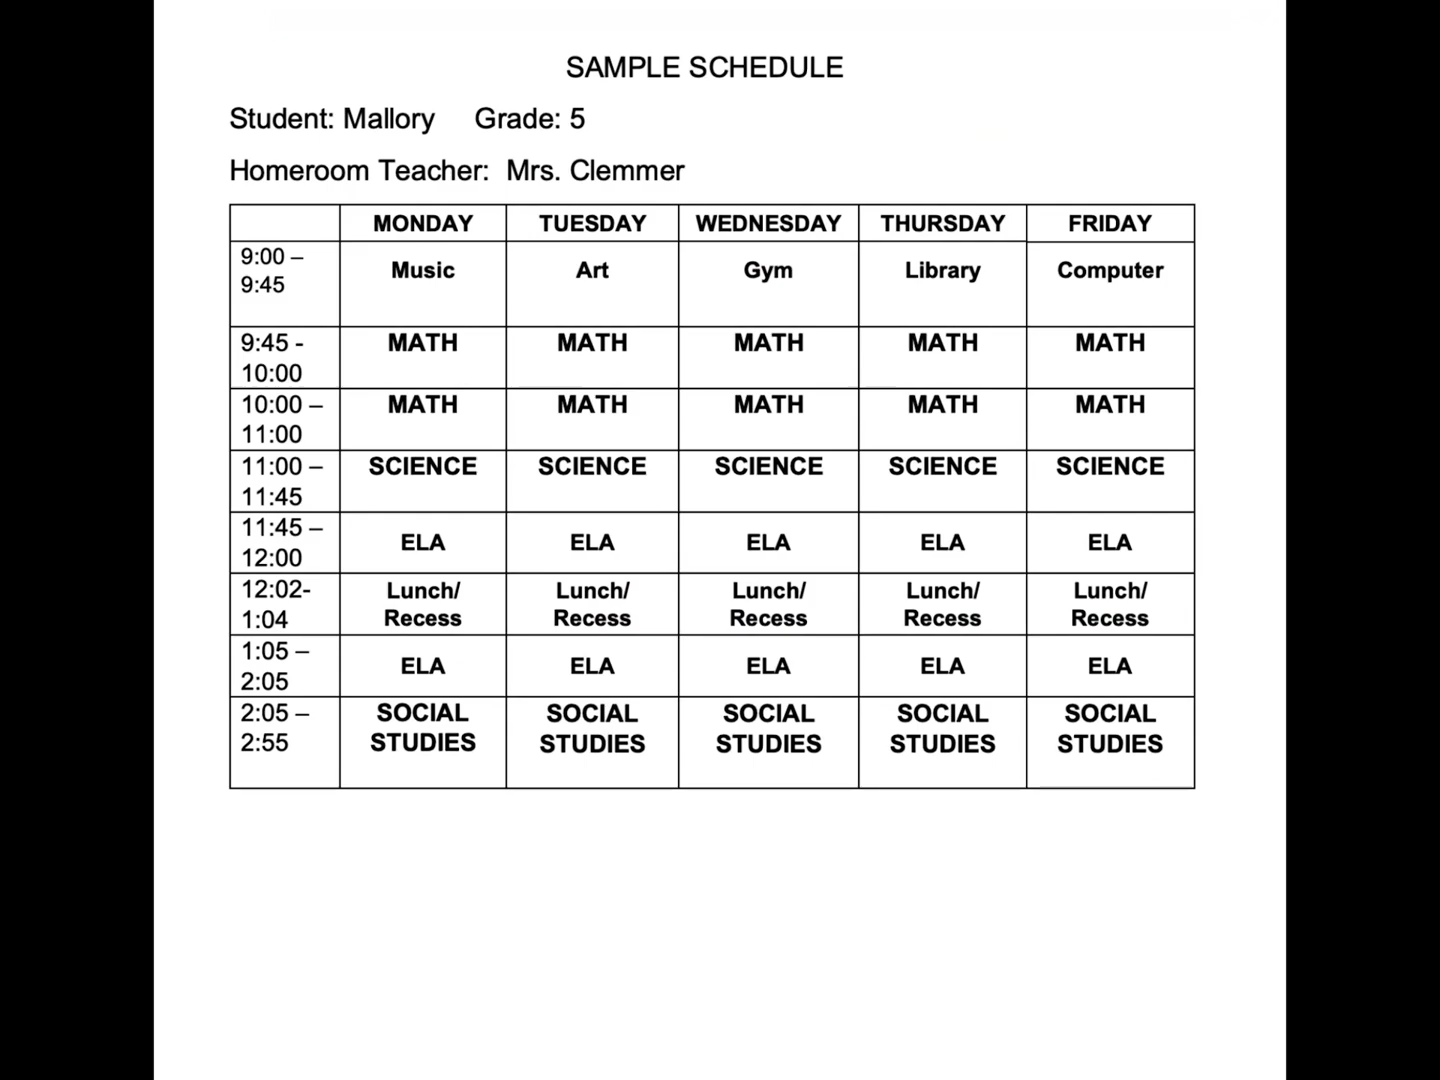 SAMPLE SCHEDULE
Student: Mallory Grade: 5
Homeroom Teacher: Mrs. Clemmer
MONDAY TUESDAY WEDNESDAY THURSDAY FRIDAY
9:00 –
9:45
Music Art Gym Library Computer
9:45 -
10:00
MATH MATH MATH MATH MATH
10:00 –
11:00
MATH MATH MATH MATH MATH
11:00 –
11:45
SCIENCE SCIENCE SCIENCE SCIENCE SCIENCE
11:45 –
12:00
ELA ELA ELA ELA ELA
12:02-
1:04
Lunch/ Lunch/ Lunch/ Lunch/ Lunch/
Recess Recess Recess Recess Recess
1:05 –
2:05
ELA ELA ELA ELA ELA
2:05 –
2:55
SOCIAL SOCIAL SOCIAL SOCIAL SOCIAL
STUDIES STUDIES STUDIES STUDIES STUDIES